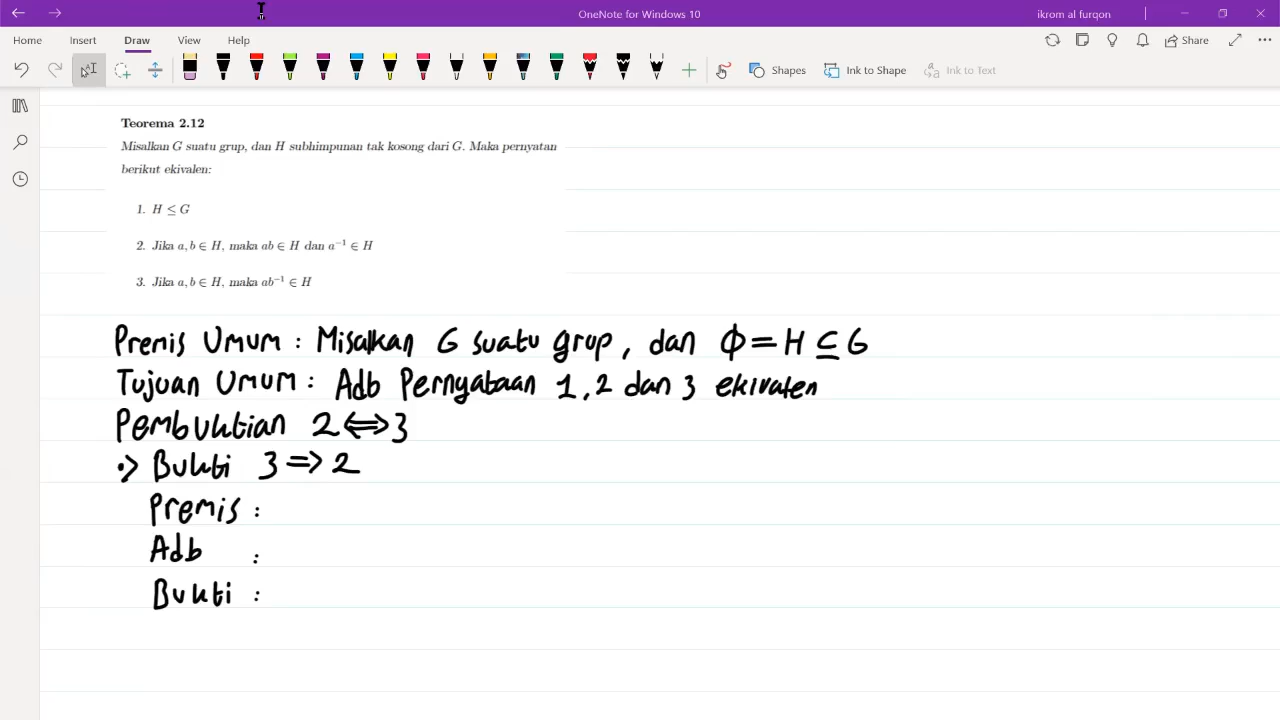 OneNote for Windows 10
ikrom al furqon
Home Insert Draw View Help
Share
Shapes Ink to Shape Ink to Text
Teorema 2.12
Misalkan G suatu grup, dan H subhimpunan tak kosong dari G. Maka pernyatan
berikut ekivalen:
1. H ≤ G
2. Jika a, b ∈ H, maka ab ∈ H dan a⁻¹ ∈ H
3. Jika a, b ∈ H, maka ab⁻¹ ∈ H
Premis Umum : Misalkan G suatu grup, dan ϕ = H ⊆ G
Tujuan Umum : Adb Pernyataan 1, 2 dan 3 ekivalen
Pembuktian 2 ⟺ 3
•> Bukti 3 ⇒ 2
Premis :
Adb :
Bukti :